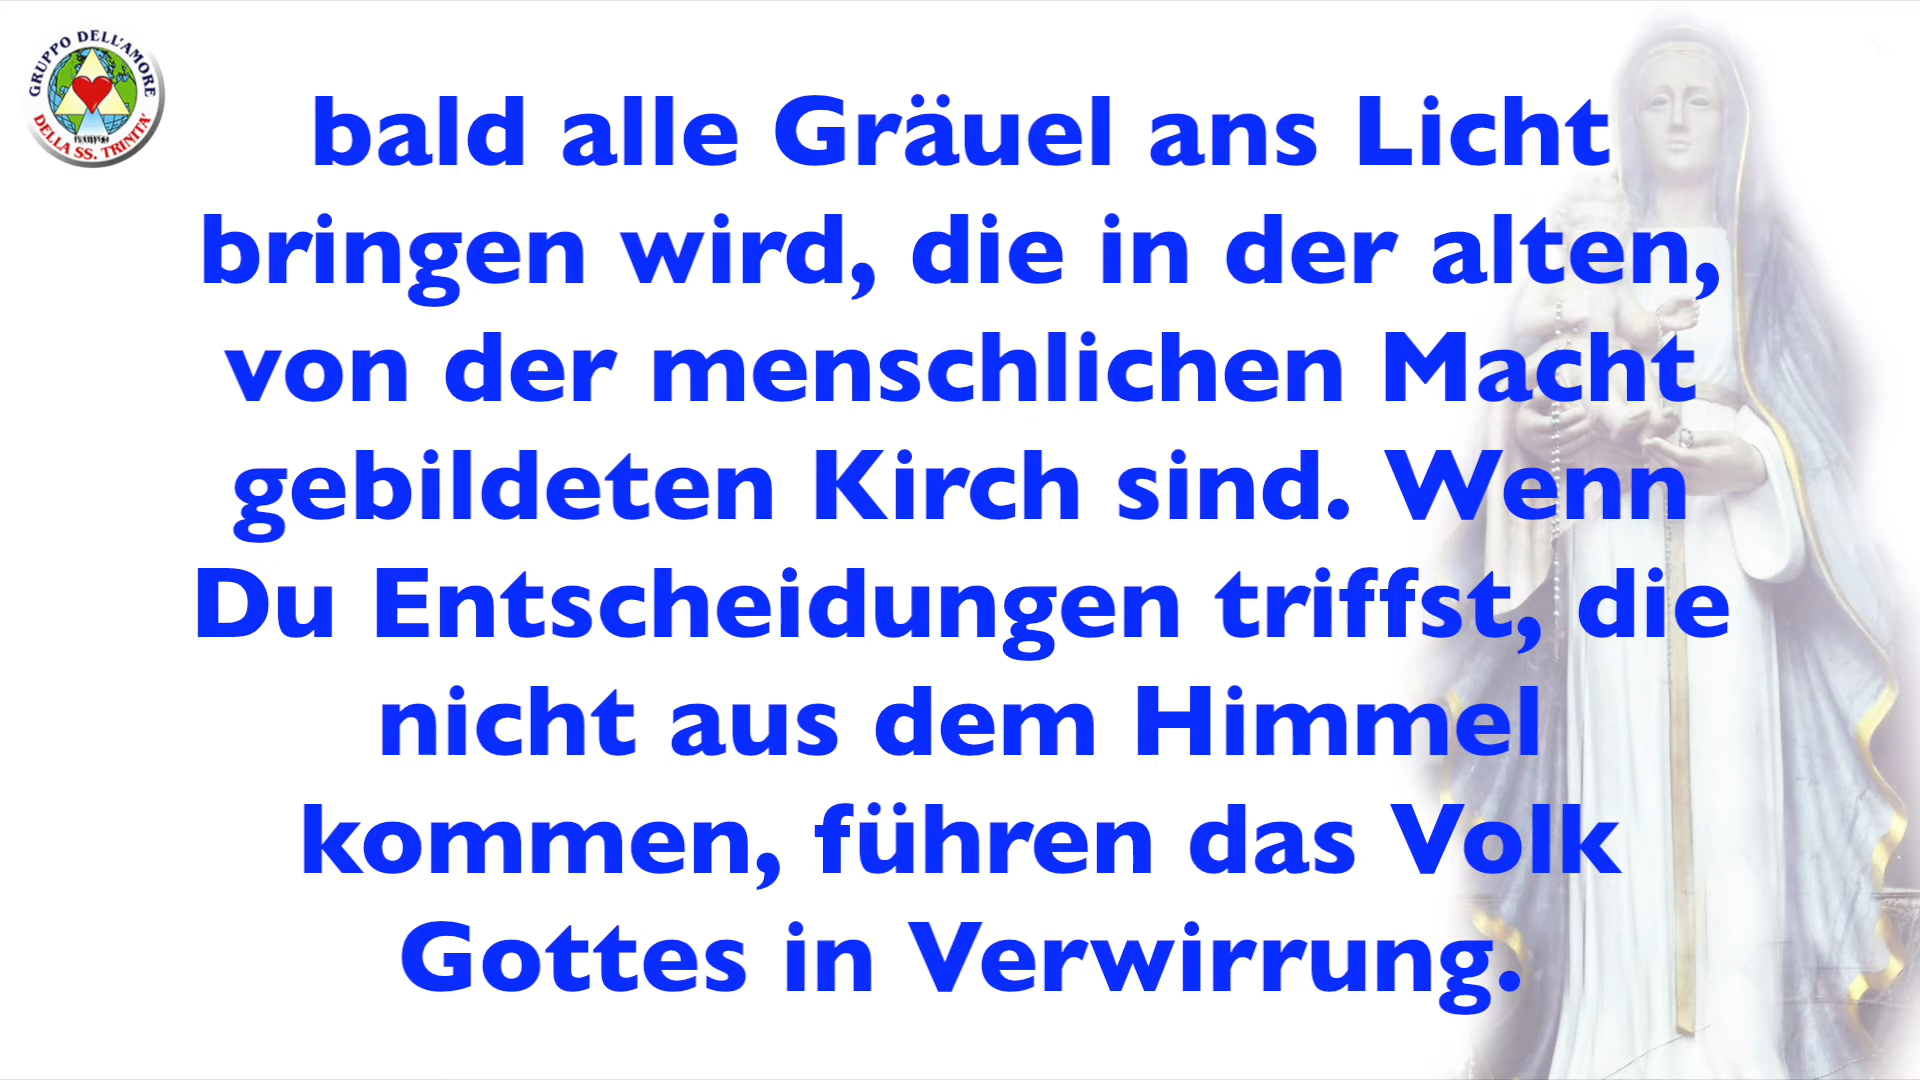 GRUPPO DELL'AMORE
DELLA SS. TRINITA'
bald alle Gräuel ans Licht
bringen wird, die in der alten,
von der menschlichen Macht
gebildeten Kirch sind. Wenn
Du Entscheidungen triffst, die
nicht aus dem Himmel
kommen, führen das Volk
Gottes in Verwirrung.